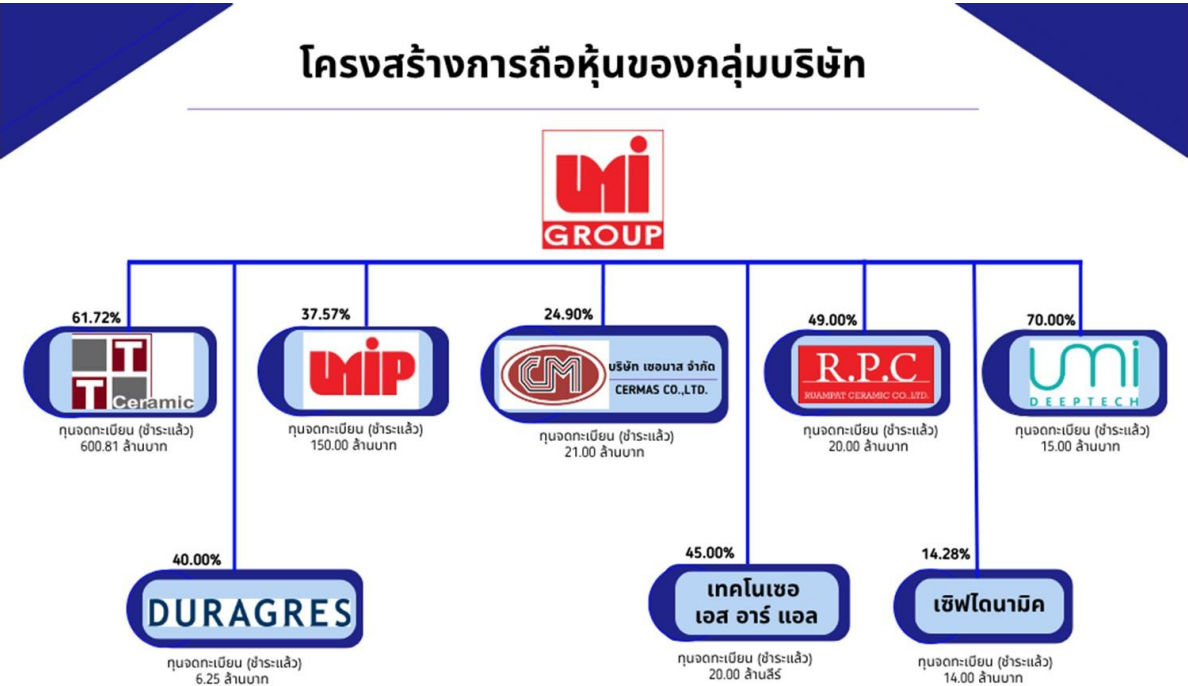 โครงสร้างการถือหุ้นของกลุ่มบริษัท
umi
GROUP
61.72%
TT Ceramic
ทุนจดทะเบียน (ชำระแล้ว)
600.81 ล้านบาท
37.57%
UMIP
ทุนจดทะเบียน (ชำระแล้ว)
150.00 ล้านบาท
24.90%
CM
บริษัท เซอมาส จำกัด
CERMAS CO.,LTD.
ทุนจดทะเบียน (ชำระแล้ว)
21.00 ล้านบาท
49.00%
R.P.C
RUAMPAT CERAMIC CO.,LTD.
ทุนจดทะเบียน (ชำระแล้ว)
20.00 ล้านบาท
70.00%
umi
DEEPTECH
ทุนจดทะเบียน (ชำระแล้ว)
15.00 ล้านบาท
40.00%
DURAGRES
ทุนจดทะเบียน (ชำระแล้ว)
6.25 ล้านบาท
45.00%
เทคโนเซอ
เอส อาร์ แอล
ทุนจดทะเบียน (ชำระแล้ว)
20.00 ล้านลีร์
14.28%
เซิฟไดนามิค
ทุนจดทะเบียน (ชำระแล้ว)
14.00 ล้านบาท